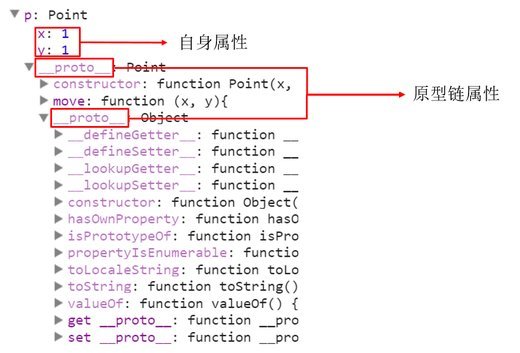 p: Point
x: 1
y: 1
自身属性
__proto__: Point
constructor: function Point(x,
move: function (x, y){
原型链属性
__proto__: Object
__defineGetter__: function __
__defineSetter__: function __
__lookupGetter__: function __
__lookupSetter__: function __
constructor: function Object(
hasOwnProperty: function hasO
isPrototypeOf: function isPro
propertyIsEnumerable: functio
toLocaleString: function toLo
toString: function toString()
valueOf: function valueOf() {
get __proto__: function __pro
set __proto__: function __pro